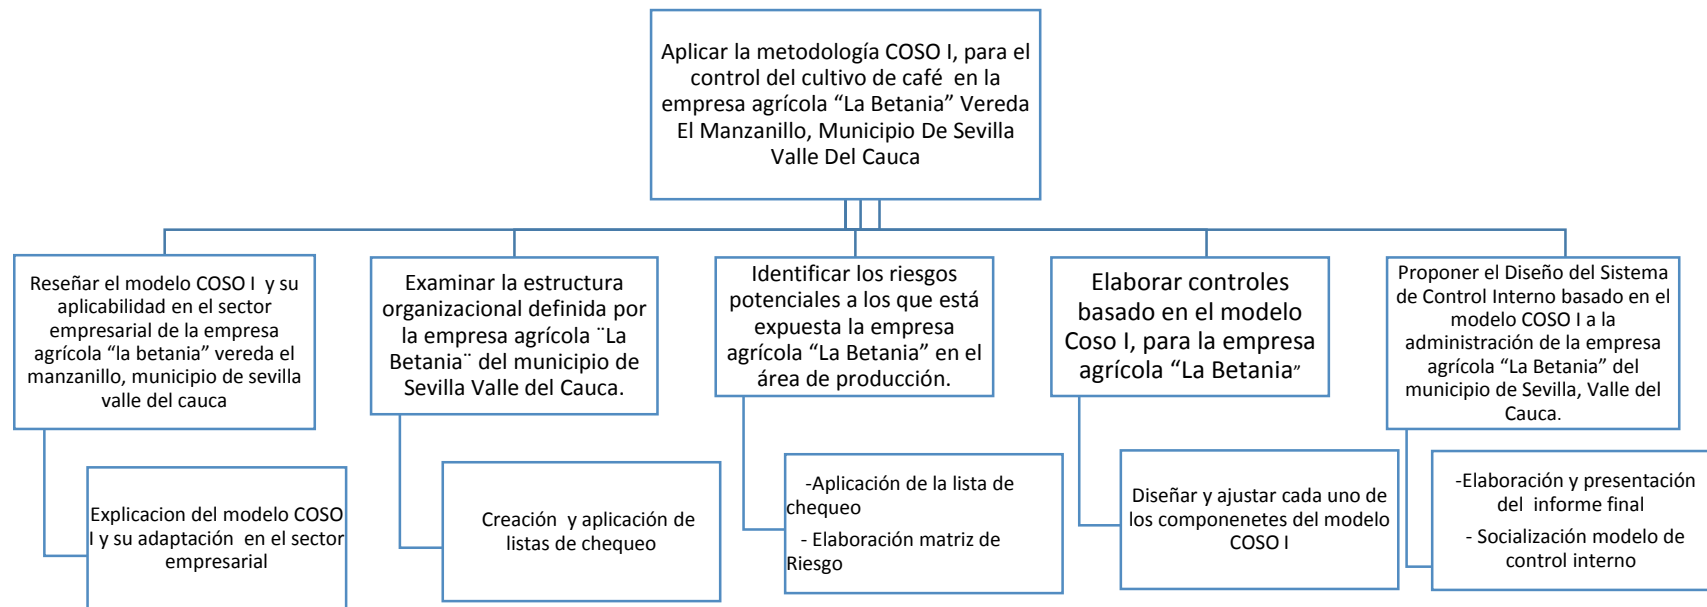 Aplicar la metodología COSO I, para el
control del cultivo de café en la
empresa agrícola “La Betania” Vereda
El Manzanillo, Municipio De Sevilla
Valle Del Cauca
Reseñar el modelo COSO I y su
aplicabilidad en el sector
empresarial de la empresa
agrícola “la betania” vereda el
manzanillo, municipio de sevilla
valle del cauca
Examinar la estructura
organizacional definida por
la empresa agrícola ¨La
Betania¨ del municipio de
Sevilla Valle del Cauca.
Identificar los riesgos
potenciales a los que está
expuesta la empresa
agrícola “La Betania” en el
área de producción.
Elaborar controles
basado en el modelo
Coso I, para la empresa
agrícola “La Betania”
Proponer el Diseño del Sistema
de Control Interno basado en el
modelo COSO I a la
administración de la empresa
agrícola “La Betania” del
municipio de Sevilla, Valle del
Cauca.
Explicacion del modelo COSO
I y su adaptación en el sector
empresarial
Creación y aplicación de
listas de chequeo
-Aplicación de la lista de
chequeo
- Elaboración matriz de
Riesgo
Diseñar y ajustar cada uno de
los componenetes del modelo
COSO I
-Elaboración y presentación
del informe final
- Socialización modelo de
control interno